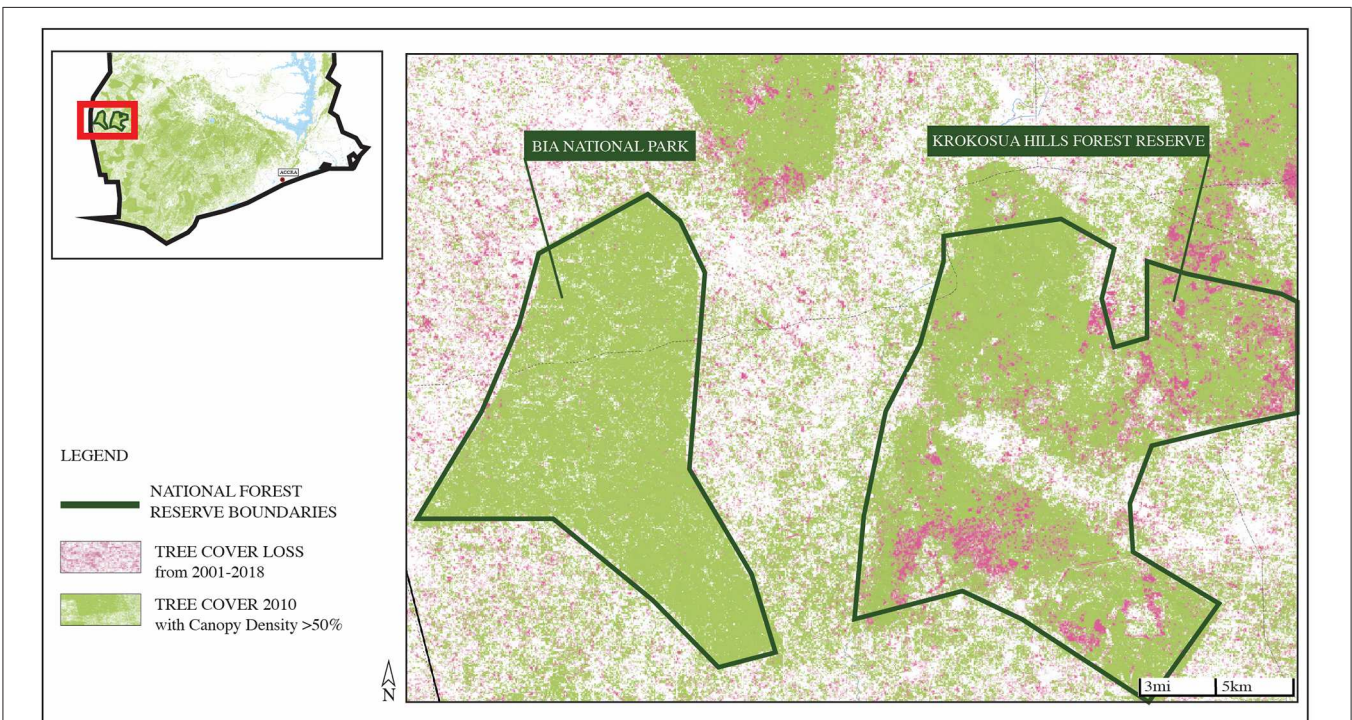 ACCRA
BIA NATIONAL PARK
KROKOSUA HILLS FOREST RESERVE
LEGEND
NATIONAL FOREST
RESERVE BOUNDARIES
TREE COVER LOSS
from 2001-2018
TREE COVER 2010
with Canopy Density >50%
N
3mi
5km